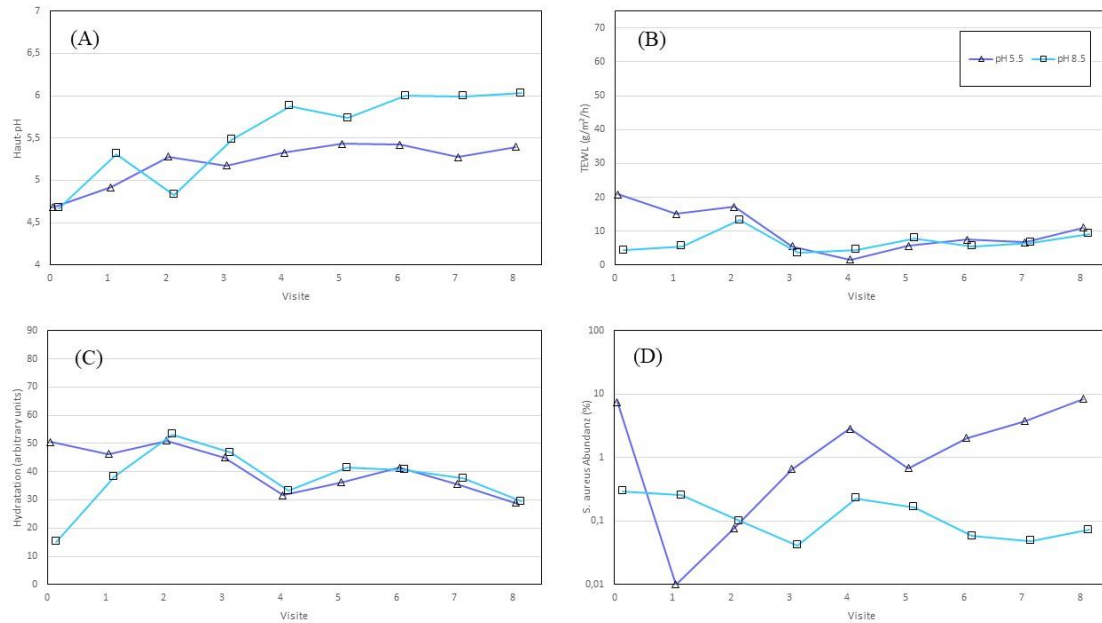 (A)
Haut-pH
7
6,5
6
5,5
5
4,5
4
0 1 2 3 4 5 6 7 8
Visite
(B)
TEWL (g/m²/h)
70
60
50
40
30
20
10
0
0 1 2 3 4 5 6 7 8
Visite
pH 5.5 pH 8.5
(C)
Hydratation (arbitrary units)
90
80
70
60
50
40
30
20
10
0
0 1 2 3 4 5 6 7 8
Visite
(D)
S. aureus Abundanz (%)
100
10
1
0,1
0,01
0 1 2 3 4 5 6 7 8
Visite